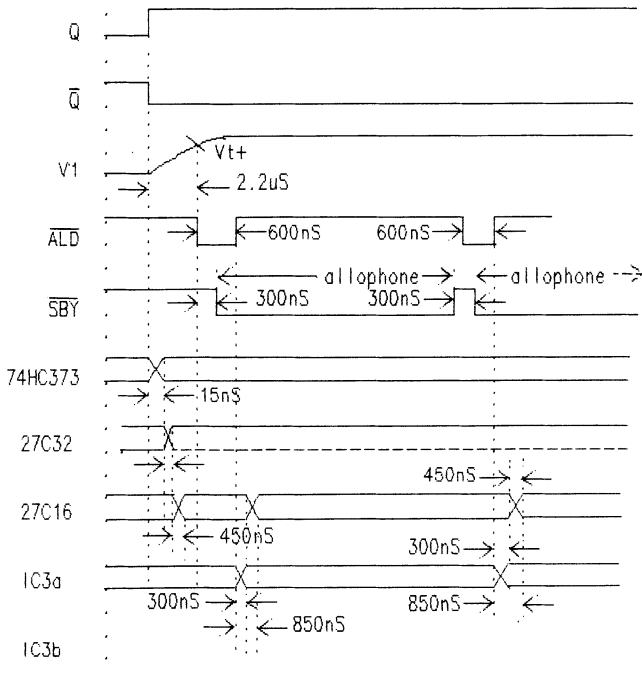 Q
Q̅
V1
Vt+
2.2uS
ALD
600nS
600nS
allophone
allophone
SBY
300nS
300nS
74HC373
15nS
27C32
450nS
27C16
450nS
300nS
IC3a
300nS
850nS
850nS
IC3b